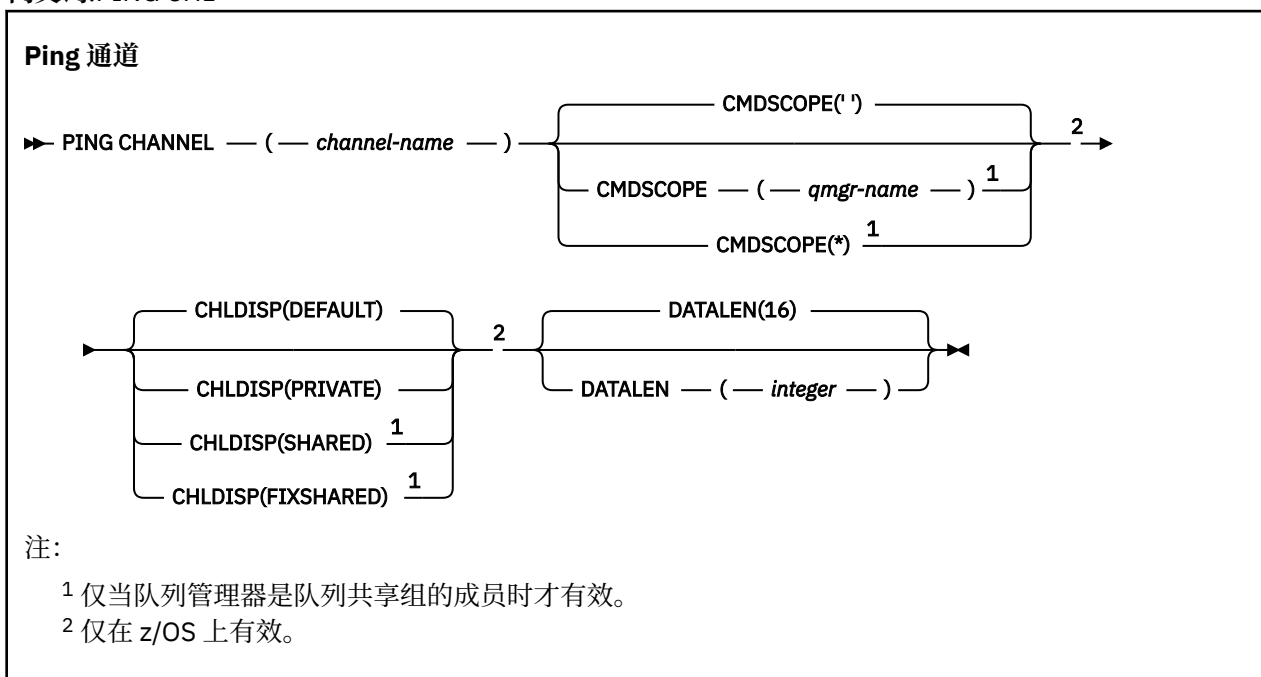 Ping 通道
CMDSCOPE(' ')
PING CHANNEL ( channel-name ) 2
CMDSCOPE ( qmgr-name ) 1
CMDSCOPE(*) 1
CHLDISP(DEFAULT) DATALEN(16)
2
CHLDISP(PRIVATE) DATALEN ( integer )
CHLDISP(SHARED) 1
CHLDISP(FIXSHARED) 1
注:
1 仅当队列管理器是队列共享组的成员时才有效。
2 仅在 z/OS 上有效。